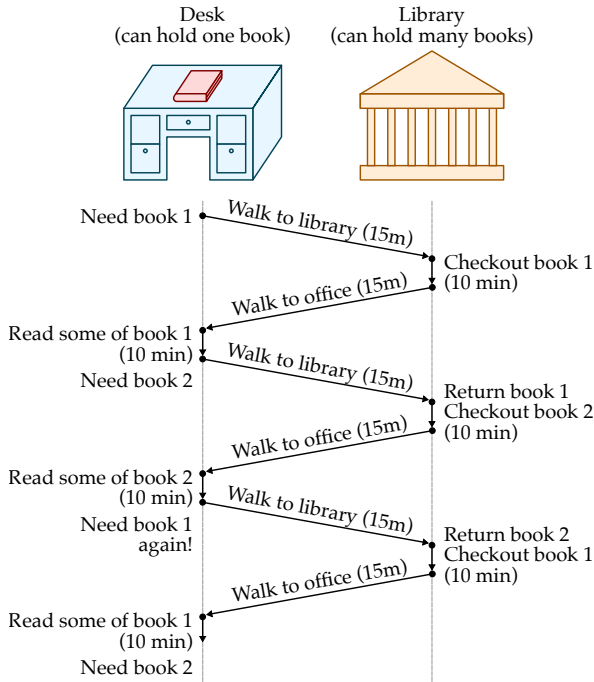 Desk
(can hold one book)
Library
(can hold many books)
Need book 1
Walk to library (15m)
Checkout book 1
(10 min)
Walk to office (15m)
Read some of book 1
(10 min)
Need book 2
Walk to library (15m)
Return book 1
Checkout book 2
(10 min)
Walk to office (15m)
Read some of book 2
(10 min)
Need book 1
again!
Walk to library (15m)
Return book 2
Checkout book 1
(10 min)
Walk to office (15m)
Read some of book 1
(10 min)
Need book 2